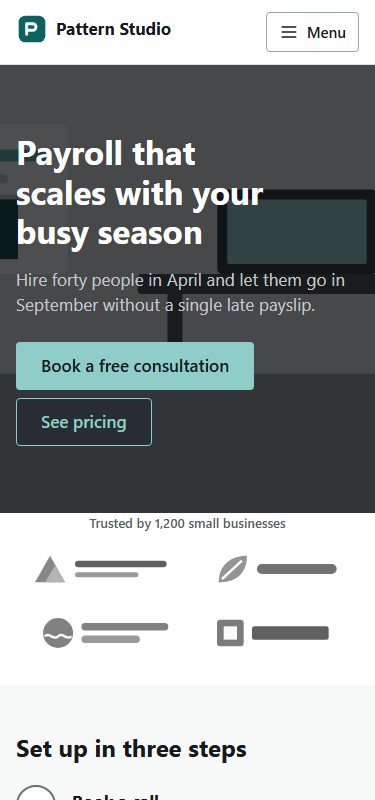 Pattern Studio
Menu
Payroll that
scales with your
busy season
Hire forty people in April and let them go in
September without a single late payslip.
Book a free consultation
See pricing
Trusted by 1,200 small businesses
Set up in three steps
Book a call